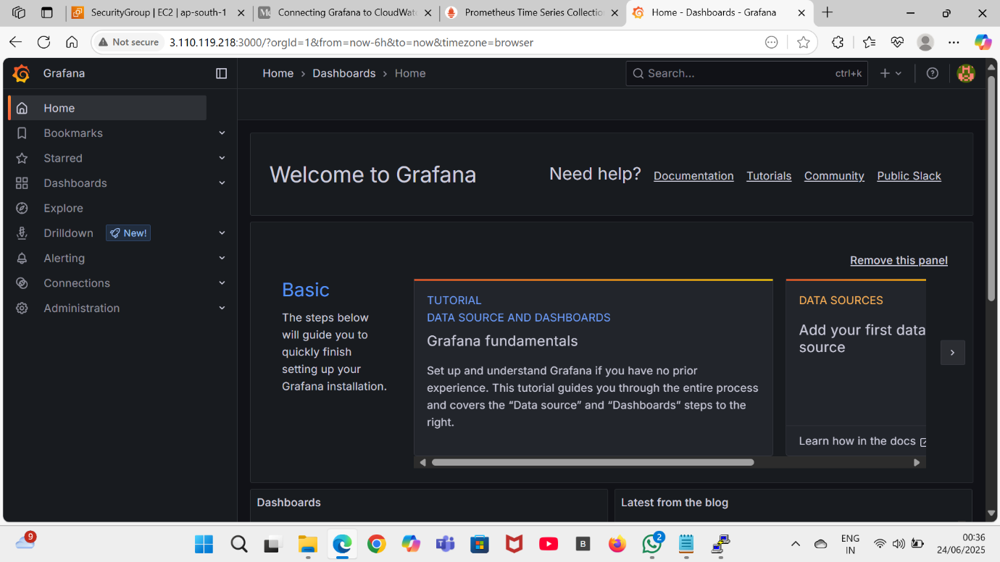 SecurityGroup | EC2 | ap-south-1
Connecting Grafana to CloudWat
Prometheus Time Series Collectio
Home - Dashboards - Grafana
Not secure
3.110.119.218:3000/?orgId=1&from=now-6h&to=now&timezone=browser
Grafana
Home › Dashboards › Home
Search...
ctrl+k
Home
Bookmarks
Starred
Dashboards
Explore
Drilldown
New!
Alerting
Connections
Administration
Welcome to Grafana
Need help?
Documentation
Tutorials
Community
Public Slack
Remove this panel
Basic
The steps below
will guide you to
quickly finish
setting up your
Grafana installation.
TUTORIAL
DATA SOURCE AND DASHBOARDS
Grafana fundamentals
Set up and understand Grafana if you have no prior
experience. This tutorial guides you through the entire process
and covers the “Data source” and “Dashboards” steps to the
right.
DATA SOURCES
Add your first data
source
Learn how in the docs
Dashboards
Latest from the blog
9
B
2
ENG
IN
00:36
24/06/2025